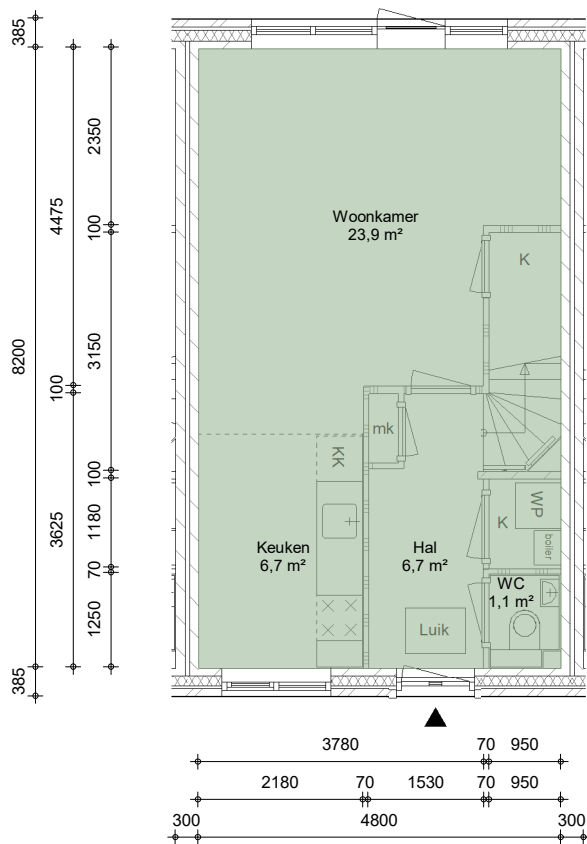 385
8200
385
4475
100
3625
2350
100
3150
100
1180
70
1250
Woonkamer
23,9 m²
K
mk
KK
Keuken
6,7 m²
Hal
6,7 m²
K
WP
boiler
WC
1,1 m²
Luik
3780 70 950
2180 70 1530 70 950
300 4800 300